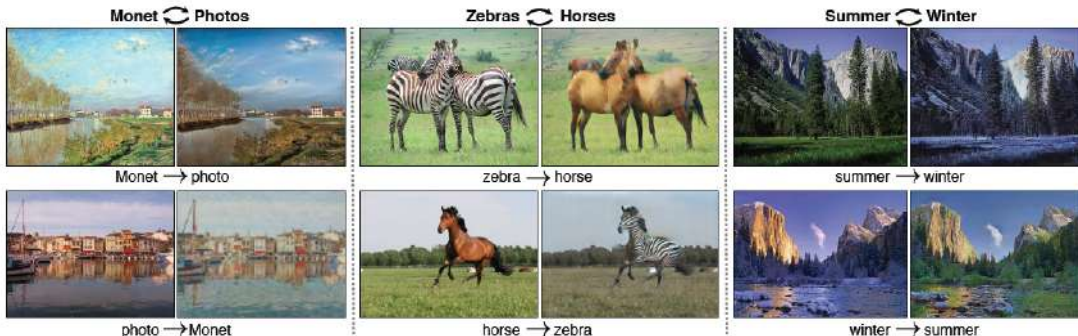 Monet Photos
Zebras Horses
Summer Winter
Monet → photo
zebra → horse
summer → winter
photo → Monet
horse → zebra
winter → summer